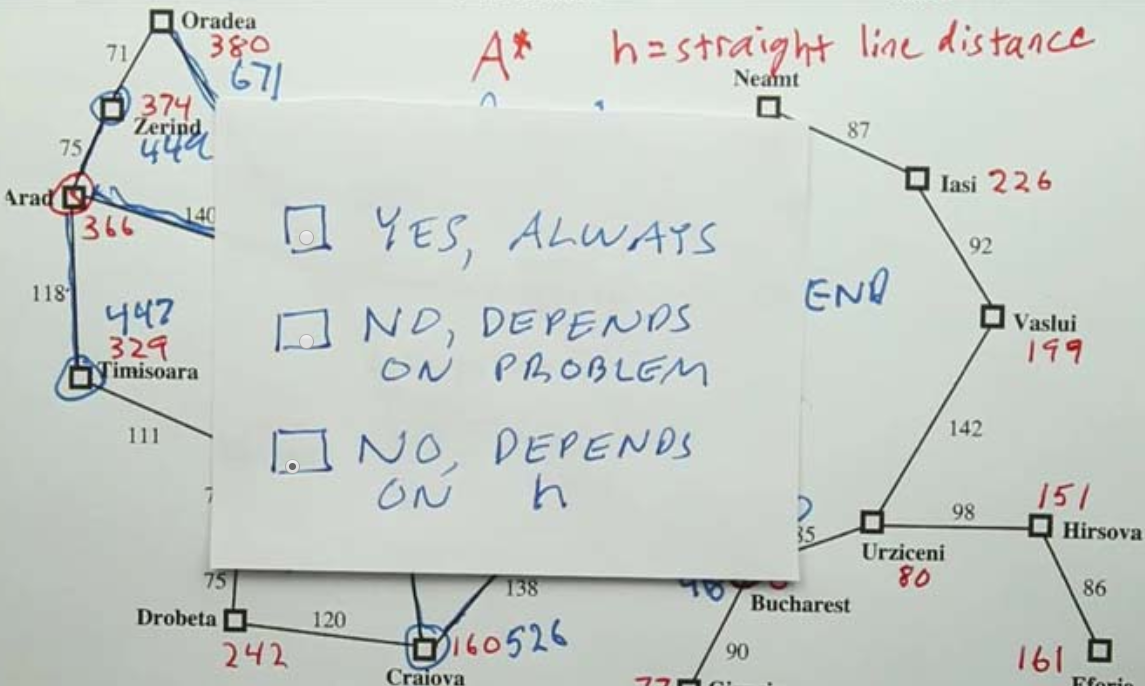 Oradea
380
671
A* h=straight line distance
Neamt
71
374
Zerind
449
75
87
Iasi 226
Arad
366
140
YES, ALWAYS
92
118
447
329
Timisoara
NO, DEPENDS
ON PROBLEM
END
Vaslui
199
111
NO, DEPENDS
ON h
142
151
98
Hirsova
85
Urziceni
80
75
138
Bucharest
86
Drobeta
120
242
160 526
Craiova
90
161
77